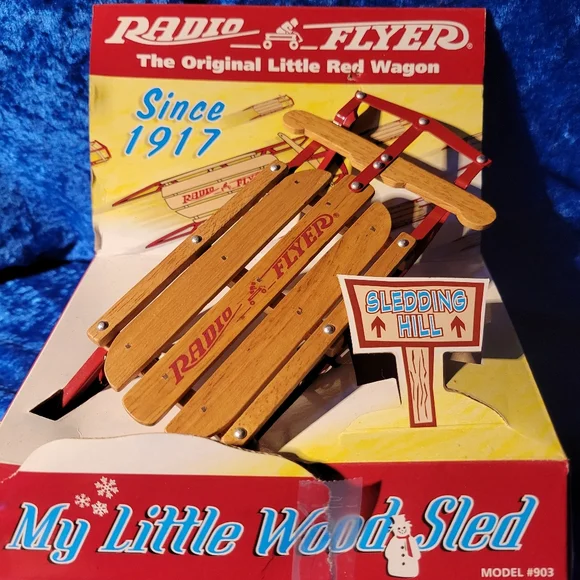 RADIO FLYER®
The Original Little Red Wagon
Since
1917
RADIO FLY
RADIO FLYER®
SLEDDING
HILL
My Little Wood Sled
MODEL #903